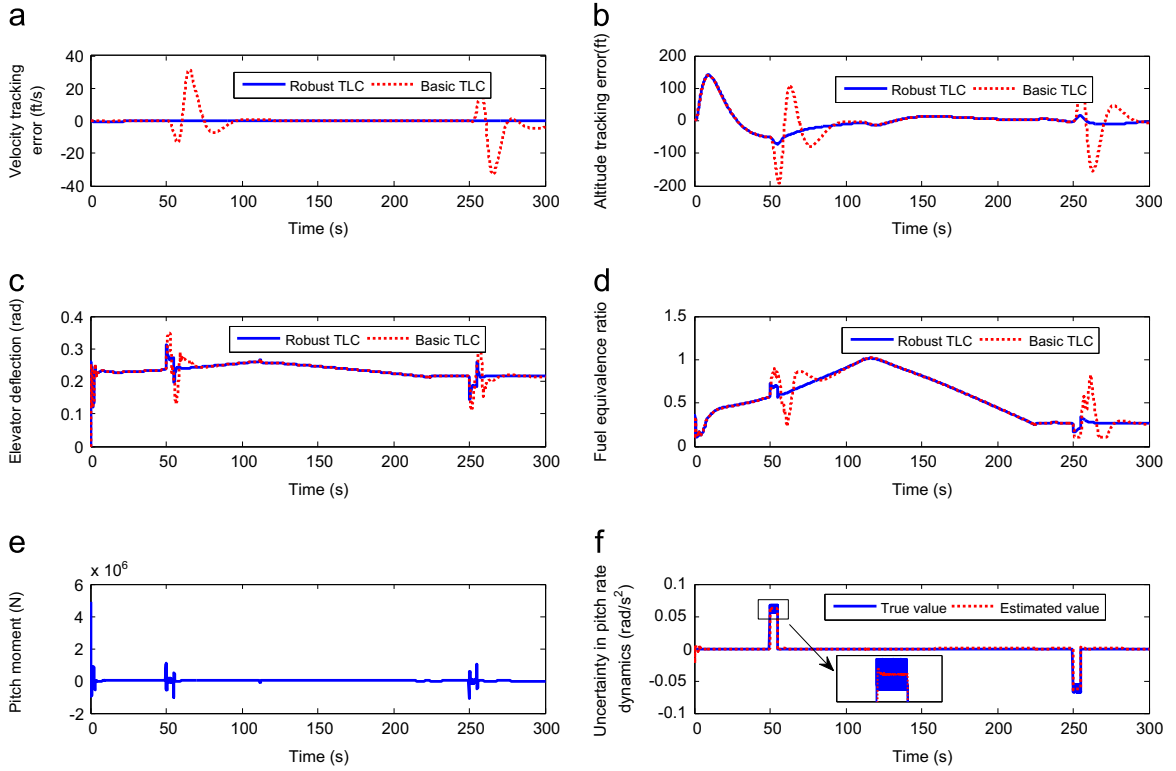 a
Velocity tracking
error (ft/s)
40
20
0
-20
-40
0 50 100 150 200 250 300
Time (s)
Robust TLC Basic TLC
b
Altitude tracking error(ft)
200
100
0
-100
-200
0 50 100 150 200 250 300
Time (s)
Robust TLC Basic TLC
c
Elevator deflection (rad)
0.4
0.3
0.2
0.1
0
0 50 100 150 200 250 300
Time (s)
Robust TLC Basic TLC
d
Fuel equivalence ratio
1.5
1
0.5
0
0 50 100 150 200 250 300
Time (s)
Robust TLC Basic TLC
e
x 10^6
Pitch moment (N)
6
4
2
0
-2
0 50 100 150 200 250 300
Time (s)
f
Uncertainty in pitch rate
dynamics (rad/s²)
0.1
0.05
0
-0.05
-0.1
0 50 100 150 200 250 300
Time (s)
True value Estimated value